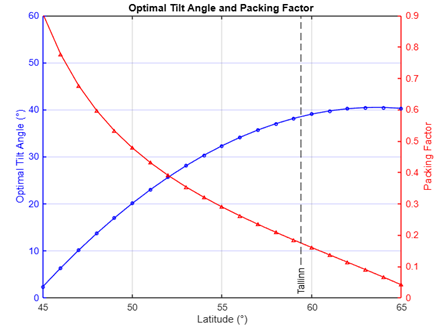 Optimal Tilt Angle and Packing Factor
60
50
40
30
20
10
0
Optimal Tilt Angle (°)
0.9
0.8
0.7
0.6
0.5
0.4
0.3
0.2
0.1
0
Packing Factor
Tallinn
45 50 55 60 65
Latitude (°)